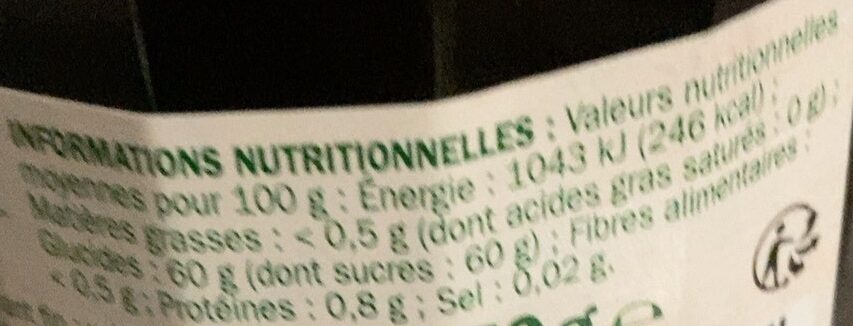 INFORMATIONS NUTRITIONNELLES : Valeurs nutritionnelles
moyennes pour 100 g : Énergie : 1043 kJ (246 kcal) ;
Matières grasses : < 0,5 g (dont acides gras saturés : 0 g) ;
Glucides : 60 g (dont sucres : 60 g) ; Fibres alimentaires :
< 0,5 g ; Protéines : 0,8 g ; Sel : 0,02 g.